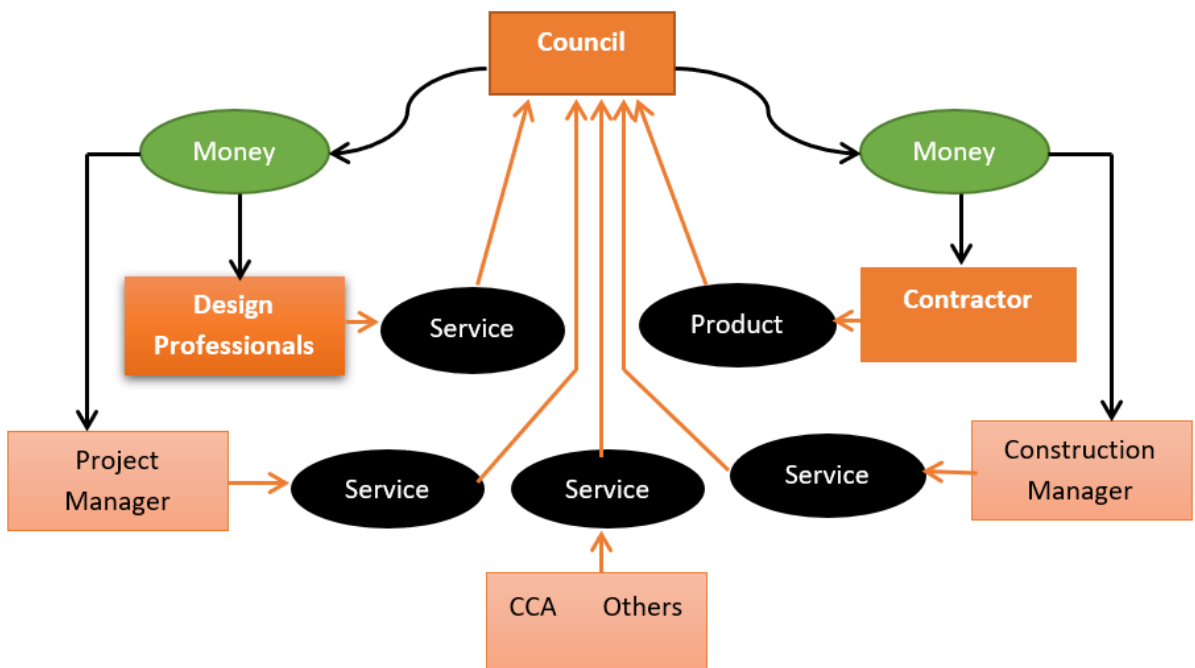 Council
Money
Money
Design
Professionals
Service
Product
Contractor
Project
Manager
Service
Service
Service
Construction
Manager
CCA Others